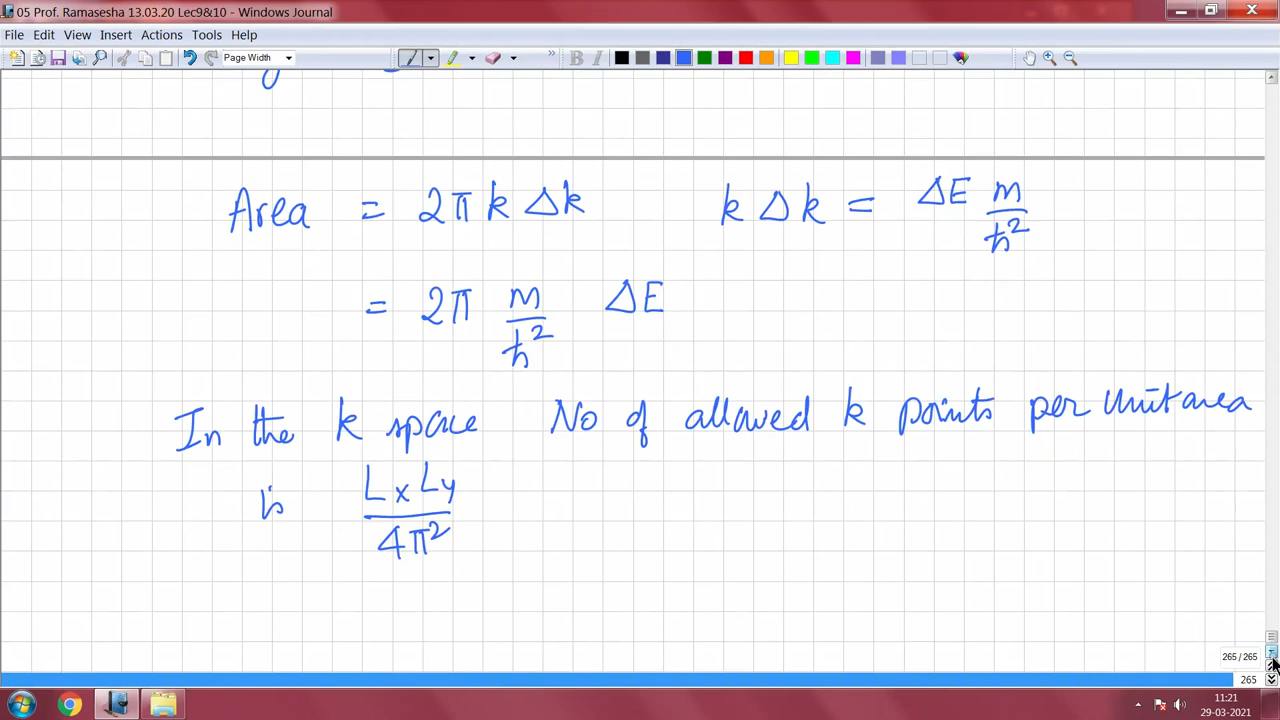 05 Prof. Ramasesha 13.03.20 Lec9&10 - Windows Journal
File Edit View Insert Actions Tools Help
Page Width B I »
Area = 2π k Δk k Δk = ΔE m/ħ²
= 2π m/ħ² ΔE
In the k space No of allowed k points per Unit area
is LxLy/4π²
265/265
265
11:21
29-03-2021